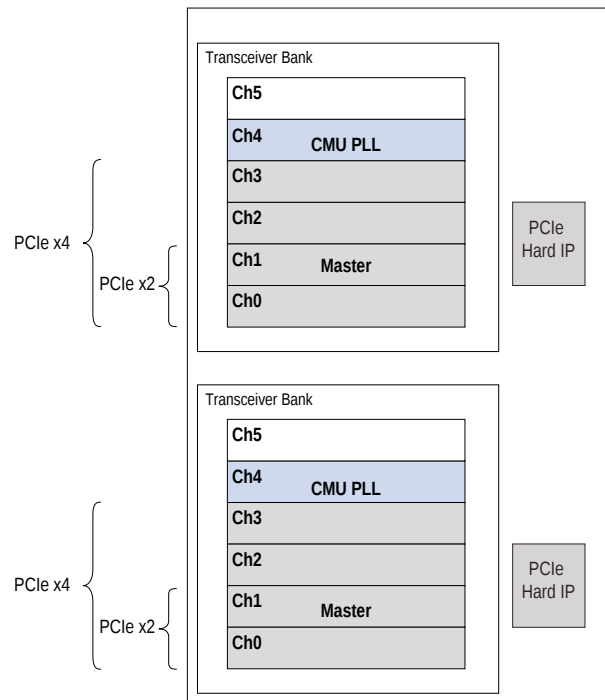 Transceiver Bank
Ch5
Ch4 CMU PLL
Ch3
Ch2
Ch1 Master
Ch0
PCIe x4
PCIe x2
PCIe
Hard IP
Transceiver Bank
Ch5
Ch4 CMU PLL
Ch3
Ch2
Ch1 Master
Ch0
PCIe x4
PCIe x2
PCIe
Hard IP